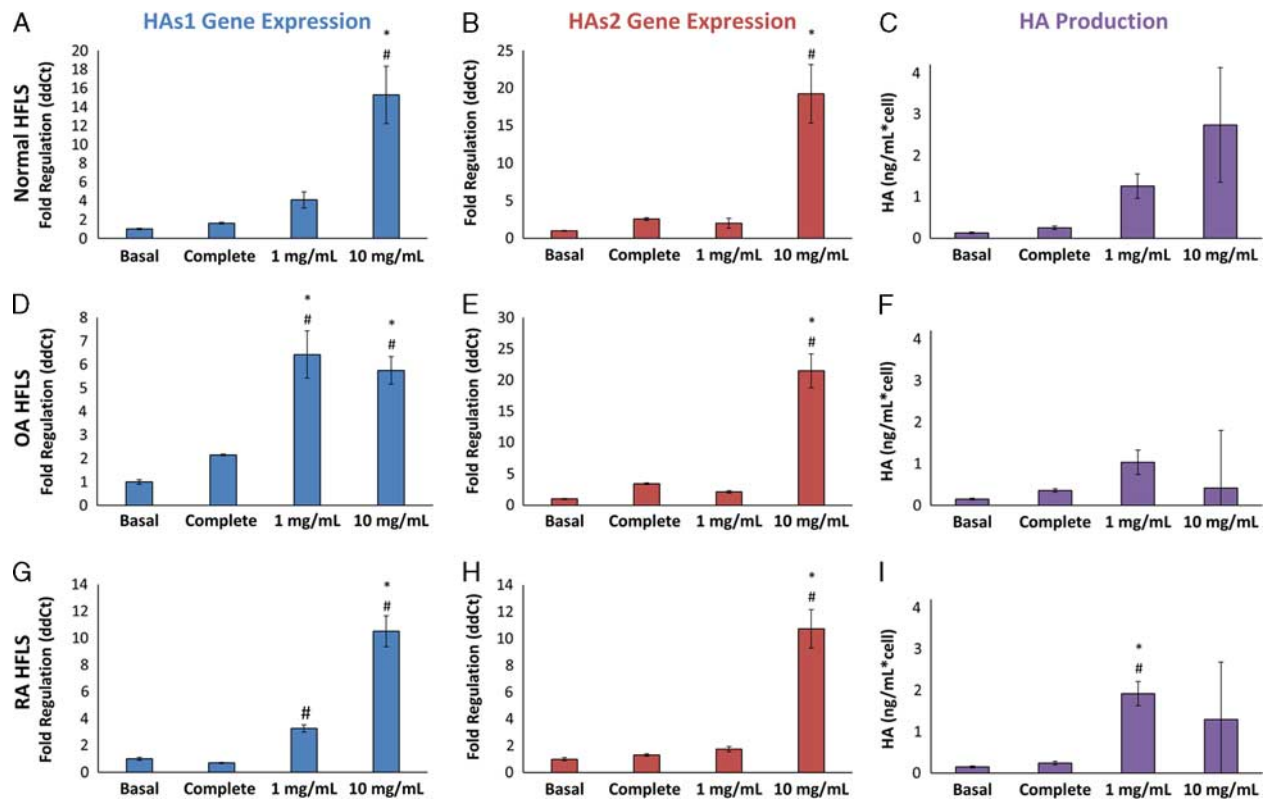 A
HAs1 Gene Expression
B
HAs2 Gene Expression
C
HA Production
Normal HFLS
Fold Regulation (ddCt)
20
18
16
14
12
10
8
6
4
2
0
*
#
Basal Complete 1 mg/mL 10 mg/mL
Fold Regulation (ddCt)
25
20
15
10
5
0
*
#
Basal Complete 1 mg/mL 10 mg/mL
HA (ng/mL*cell)
4
3
2
1
0
Basal Complete 1 mg/mL 10 mg/mL
D
OA HFLS
Fold Regulation (ddCt)
8
7
6
5
4
3
2
1
0
*
#
*
#
Basal Complete 1 mg/mL 10 mg/mL
E
Fold Regulation (ddCt)
30
25
20
15
10
5
0
*
#
Basal Complete 1 mg/mL 10 mg/mL
F
HA (ng/mL*cell)
4
3
2
1
0
Basal Complete 1 mg/mL 10 mg/mL
G
RA HFLS
Fold Regulation (ddCt)
14
12
10
8
6
4
2
0
#
*
#
Basal Complete 1 mg/mL 10 mg/mL
H
Fold Regulation (ddCt)
14
12
10
8
6
4
2
0
*
#
Basal Complete 1 mg/mL 10 mg/mL
I
HA (ng/mL*cell)
4
3
2
1
0
*
#
Basal Complete 1 mg/mL 10 mg/mL